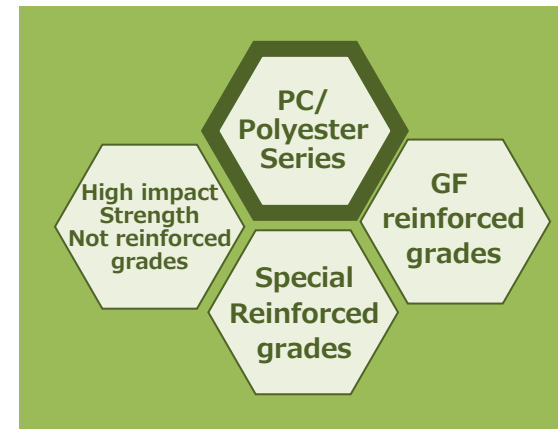 PC/
Polyester
Series
High impact
Strength
Not reinforced
grades
GF
reinforced
grades
Special
Reinforced
grades